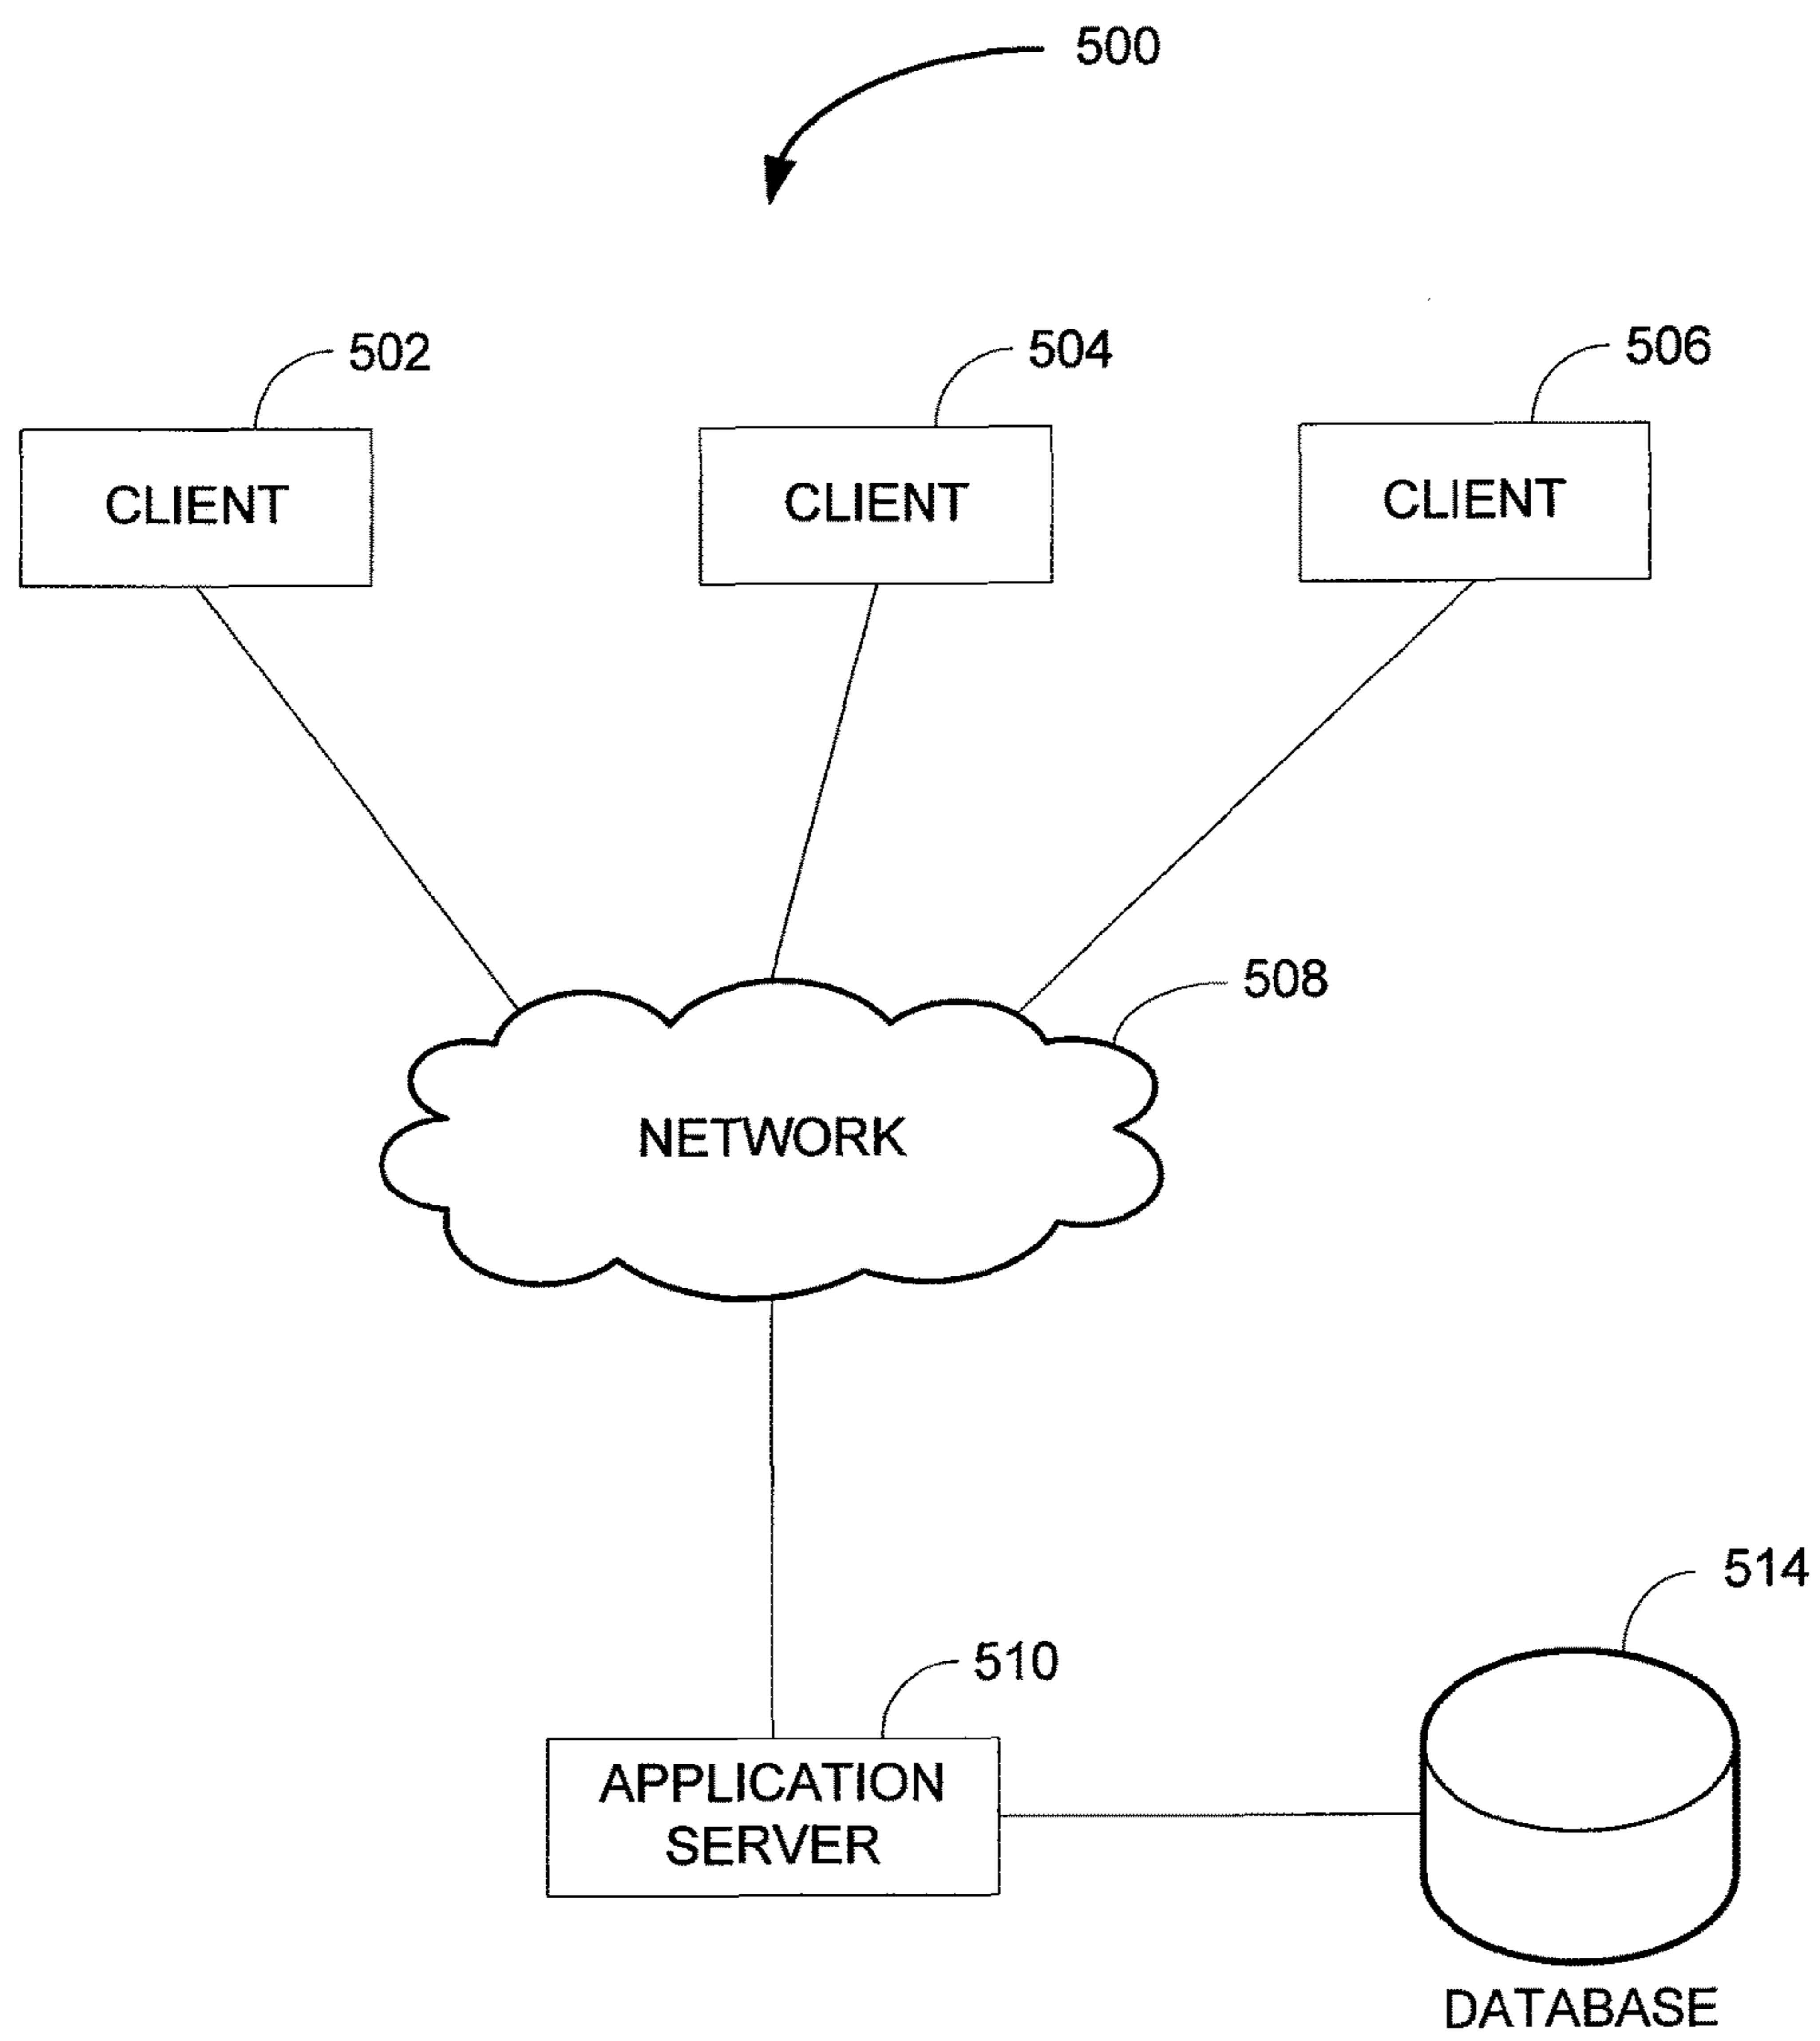 500
502
504
506
CLIENT
CLIENT
CLIENT
508
NETWORK
514
510
APPLICATION
SERVER
DATABASE